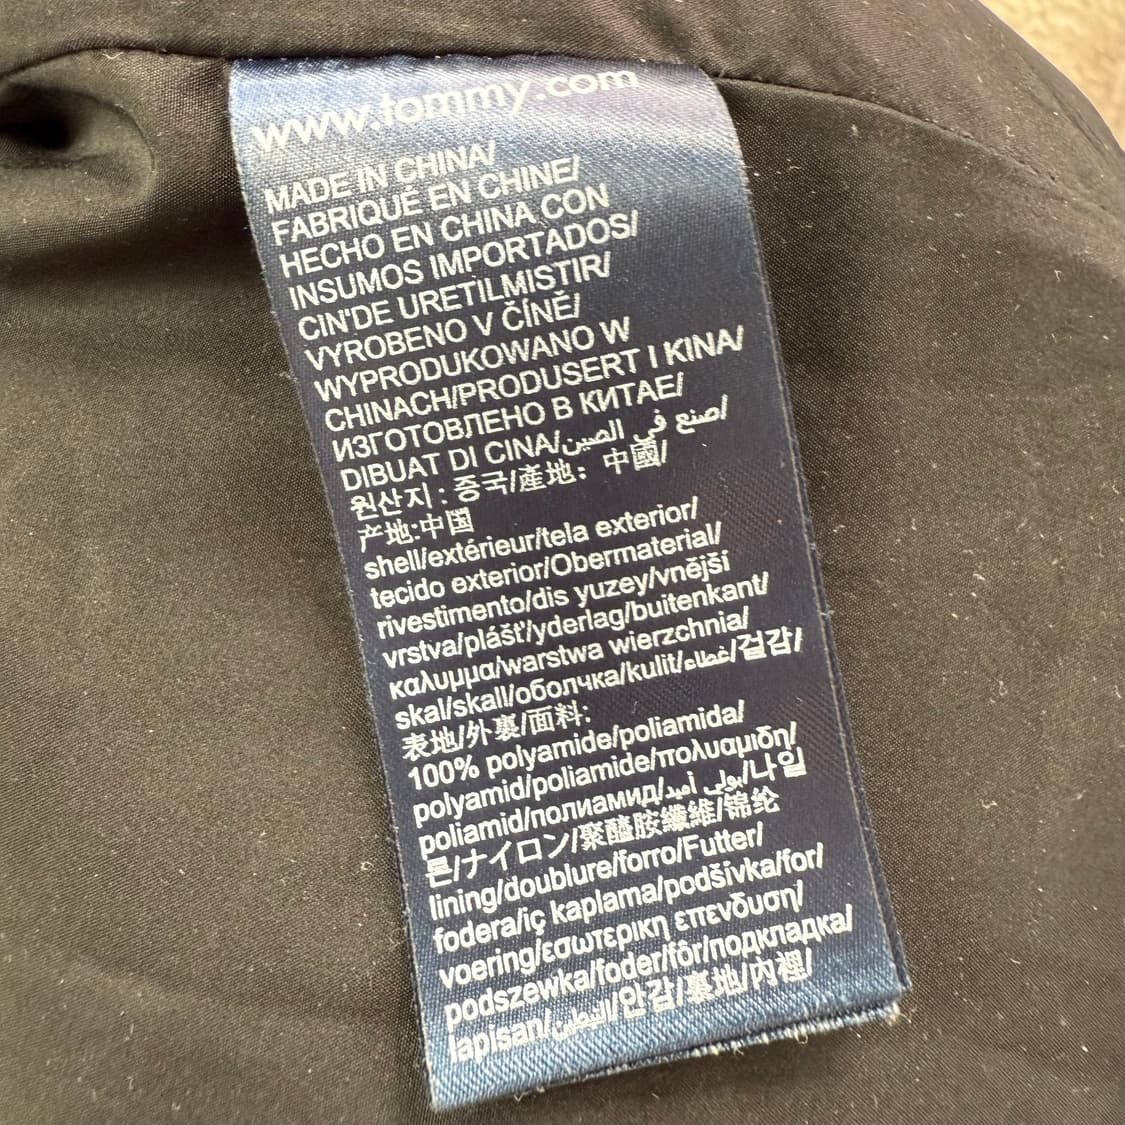 www.tommy.com
MADE IN CHINA/
FABRIQUÉ EN CHINE/
HECHO EN CHINA CON
INSUMOS IMPORTADOS/
CIN'DE URETILMISTIR/
VYROBENO V ČÍNĚ/
WYPRODUKOWANO W
CHINACH/PRODUSERT I KINA/
ИЗГОТОВЛЕНО В КИТАЕ/
DIBUAT DI CINA/صنع في الصين/
원산지 : 중국/産地: 中國/
产地:中国
shell/extérieur/tela exterior/
tecido exterior/Obermaterial/
rivestimento/dis yuzey/vnější
vrstva/plášť/yderlag/buitenkant/
καλυμμα/warstwa wierzchnia/
skal/skall/оболчка/kulit/غطاء/겉감/
表地/外裏/面料:
100% polyamide/poliamida/
polyamid/poliamide/πολυαμιδη/
poliamid/полиамид/بولي أميد/나일
론/ナイロン/聚醯胺纖維/锦纶
lining/doublure/forro/Futter/
fodera/iç kaplama/podšívka/for/
voering/εσωτερικη επενδυση/
podszewka/foder/fôr/подкладка/
lapisan/التبطين/안감/裏地/內裡/